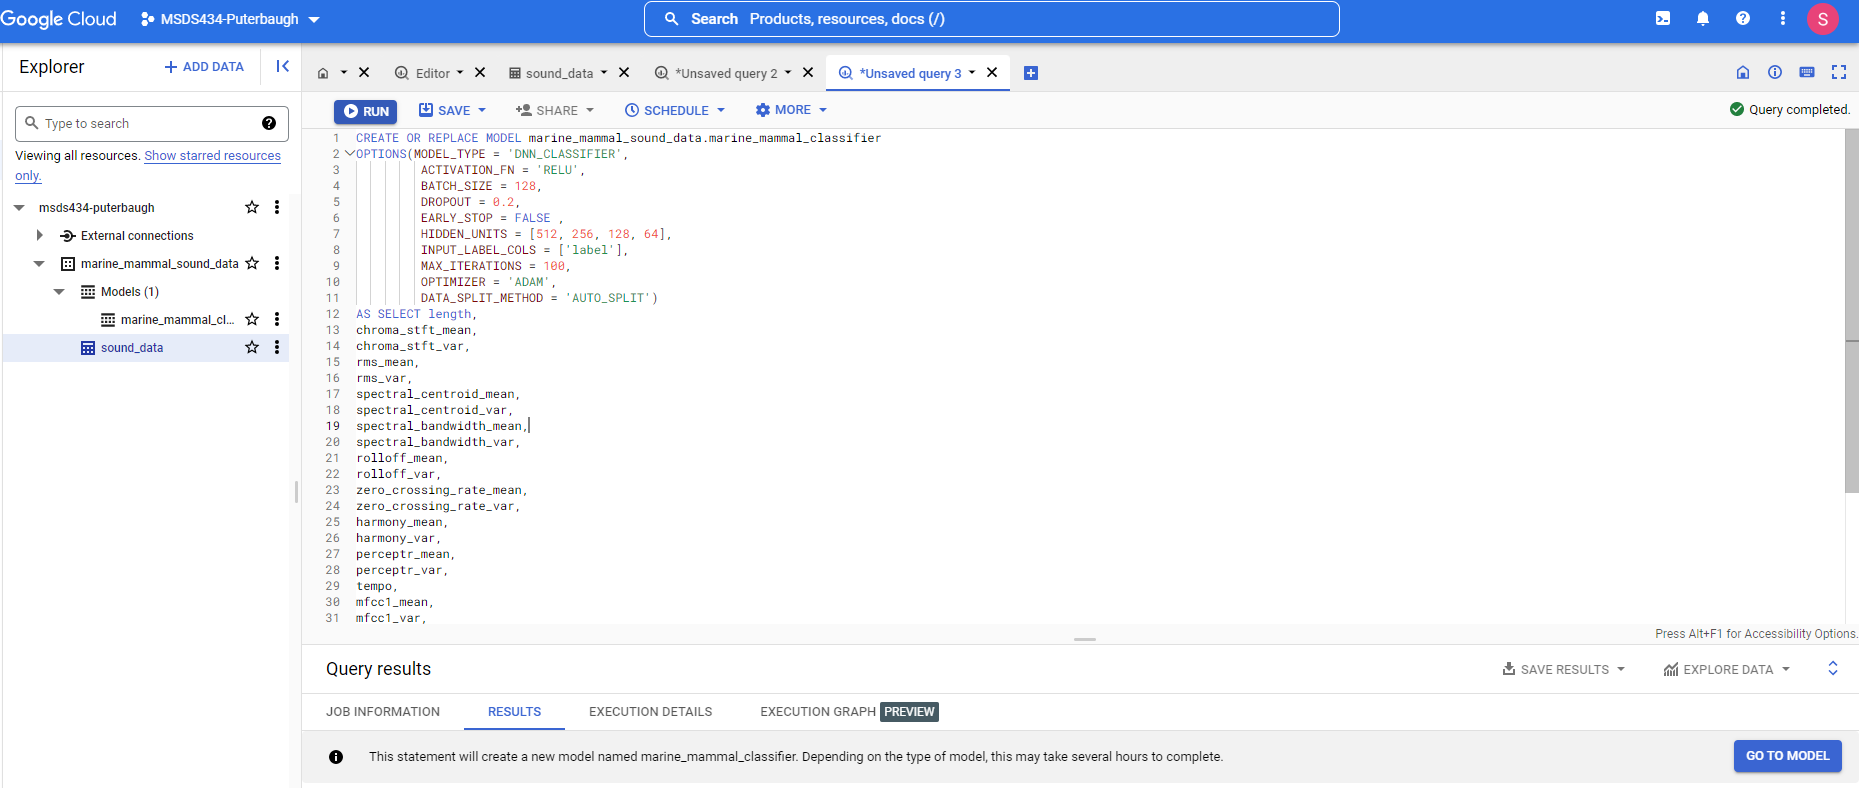 Google Cloud MSDS434-Puterbaugh Search Products, resources, docs (/) S
Explorer + ADD DATA
Editor sound_data *Unsaved query 2 *Unsaved query 3
RUN SAVE SHARE SCHEDULE MORE Query completed.
Type to search
Viewing all resources. Show starred resources
only.
msds434-puterbaugh
External connections
marine_mammal_sound_data
Models (1)
marine_mammal_cl...
sound_data
1 CREATE OR REPLACE MODEL marine_mammal_sound_data.marine_mammal_classifier
2 OPTIONS(MODEL_TYPE = 'DNN_CLASSIFIER',
3 ACTIVATION_FN = 'RELU',
4 BATCH_SIZE = 128,
5 DROPOUT = 0.2,
6 EARLY_STOP = FALSE ,
7 HIDDEN_UNITS = [512, 256, 128, 64],
8 INPUT_LABEL_COLS = ['label'],
9 MAX_ITERATIONS = 100,
10 OPTIMIZER = 'ADAM',
11 DATA_SPLIT_METHOD = 'AUTO_SPLIT')
12 AS SELECT length,
13 chroma_stft_mean,
14 chroma_stft_var,
15 rms_mean,
16 rms_var,
17 spectral_centroid_mean,
18 spectral_centroid_var,
19 spectral_bandwidth_mean,
20 spectral_bandwidth_var,
21 rolloff_mean,
22 rolloff_var,
23 zero_crossing_rate_mean,
24 zero_crossing_rate_var,
25 harmony_mean,
26 harmony_var,
27 perceptr_mean,
28 perceptr_var,
29 tempo,
30 mfcc1_mean,
31 mfcc1_var,
Press Alt+F1 for Accessibility Options.
Query results SAVE RESULTS EXPLORE DATA
JOB INFORMATION RESULTS EXECUTION DETAILS EXECUTION GRAPH PREVIEW
This statement will create a new model named marine_mammal_classifier. Depending on the type of model, this may take several hours to complete. GO TO MODEL